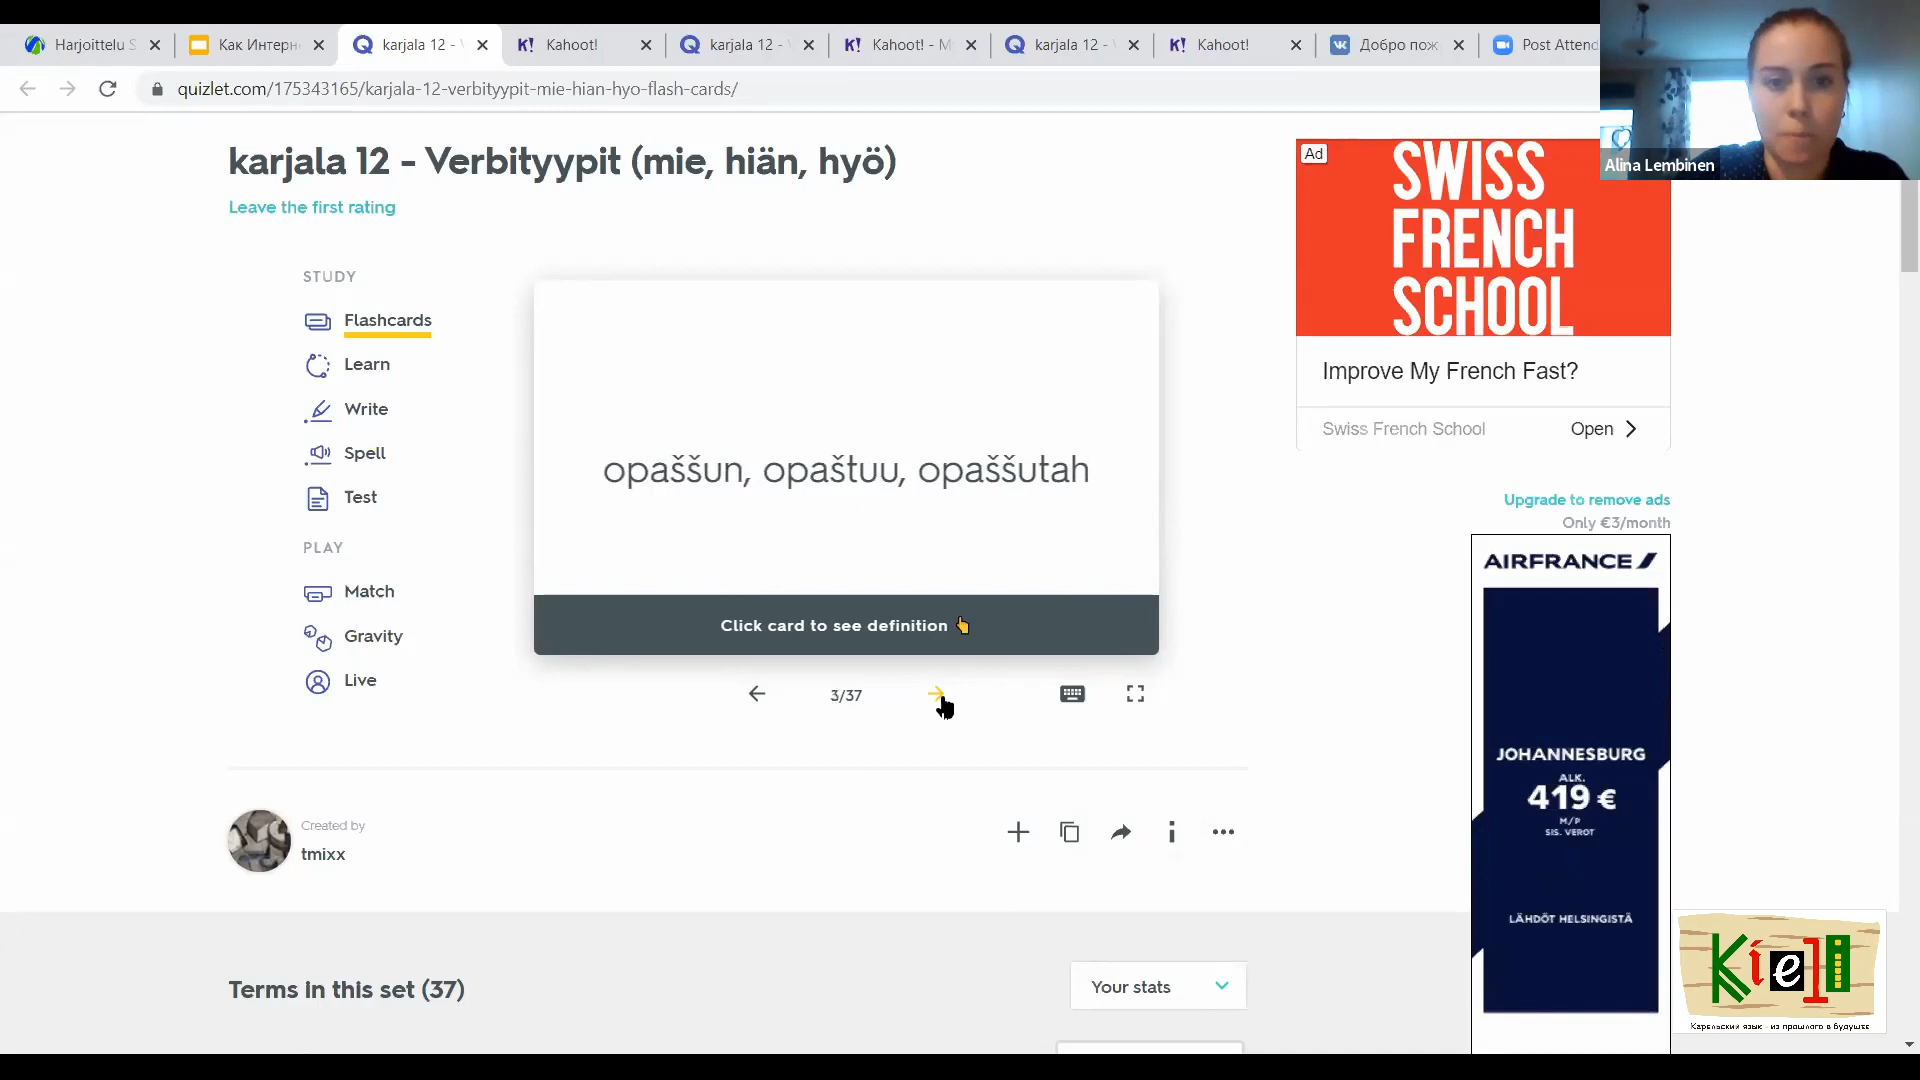 Harjoittelu S
Как Интерн
karjala 12 -
Kahoot!
karjala 12 -
Kahoot! - M
karjala 12 -
Kahoot!
Добро пож
Post Attend
quizlet.com/175343165/karjala-12-verbityypit-mie-hian-hyo-flash-cards/
Alina Lembinen
karjala 12 - Verbityypit (mie, hiän, hyö)
Leave the first rating
STUDY
Flashcards
Learn
Write
Spell
Test
PLAY
Match
Gravity
Live
opaššun, opaštuu, opaššutah
Click card to see definition
3/37
Created by
tmixx
Terms in this set (37)
Your stats
Ad
SWISS
FRENCH
SCHOOL
Improve My French Fast?
Swiss French School
Open
Upgrade to remove ads
Only €3/month
AIRFRANCE
JOHANNESBURG
ALK.
419 €
M/P
SIS. VEROT
LÄHDÖT HELSINGISTÄ
Kieli
Карельский язык - из прошлого в будущее